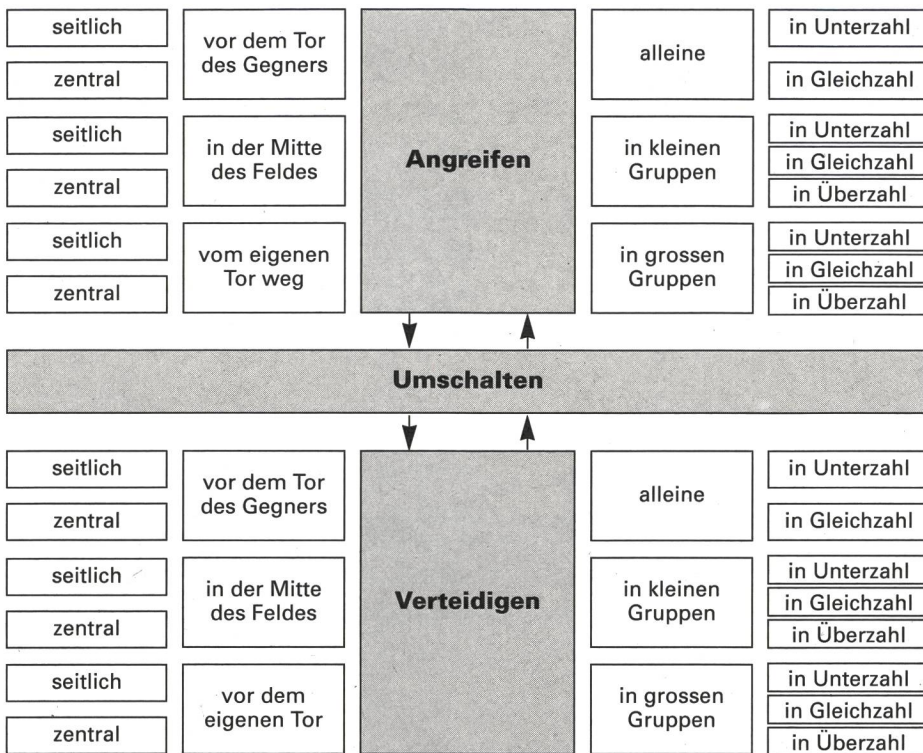 seitlich
zentral
vor dem Tor
des Gegners
seitlich
zentral
in der Mitte
des Feldes
seitlich
zentral
vom eigenen
Tor weg
Angreifen
alleine
in Unterzahl
in Gleichzahl
in kleinen
Gruppen
in Unterzahl
in Gleichzahl
in Überzahl
in grossen
Gruppen
in Unterzahl
in Gleichzahl
in Überzahl
Umschalten
seitlich
zentral
vor dem Tor
des Gegners
seitlich
zentral
in der Mitte
des Feldes
seitlich
zentral
vor dem
eigenen Tor
Verteidigen
alleine
in Unterzahl
in Gleichzahl
in kleinen
Gruppen
in Unterzahl
in Gleichzahl
in Überzahl
in grossen
Gruppen
in Unterzahl
in Gleichzahl
in Überzahl